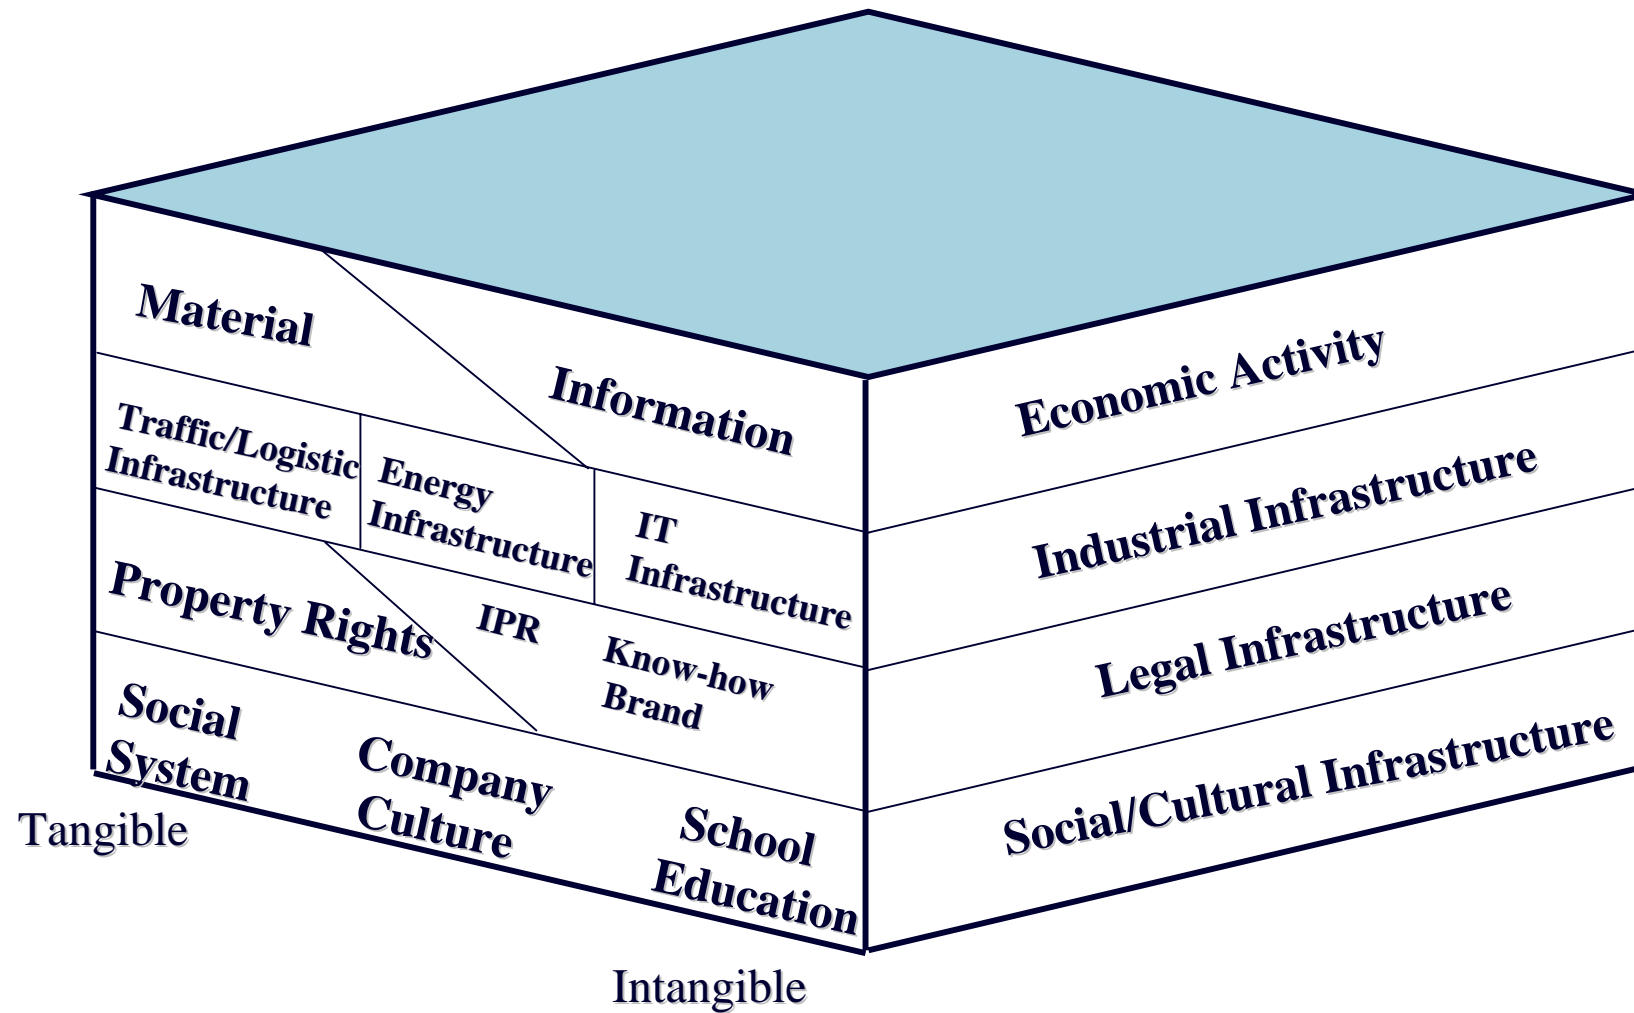 Material
Information
Economic Activity
Traffic/Logistic
Infrastructure
Energy
Infrastructure
IT
Infrastructure
Industrial Infrastructure
Property Rights
IPR
Know-how
Brand
Legal Infrastructure
Social
System
Company
Culture
School
Education
Social/Cultural Infrastructure
Tangible
Intangible